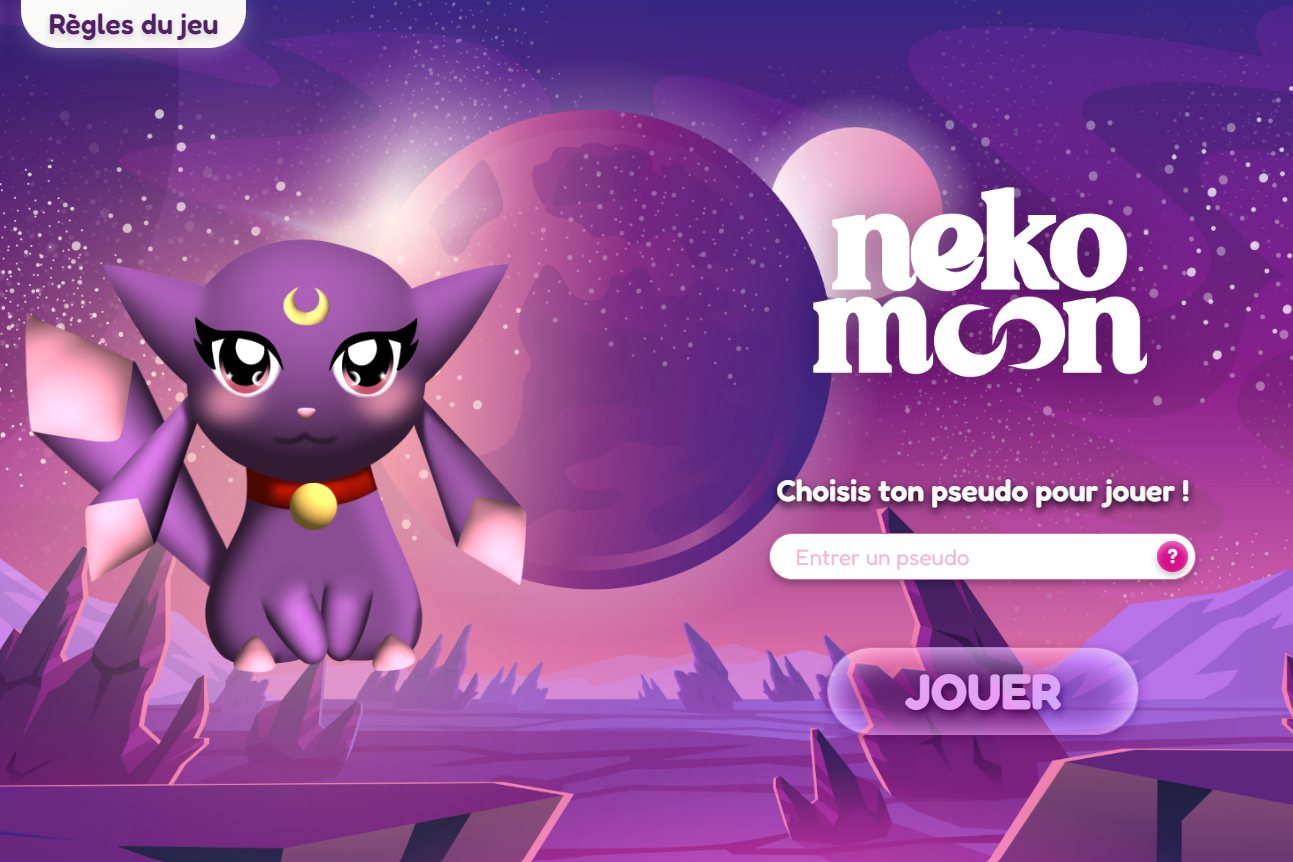 Règles du jeu
neko
moon
Choisis ton pseudo pour jouer !
Entrer un pseudo
?
JOUER